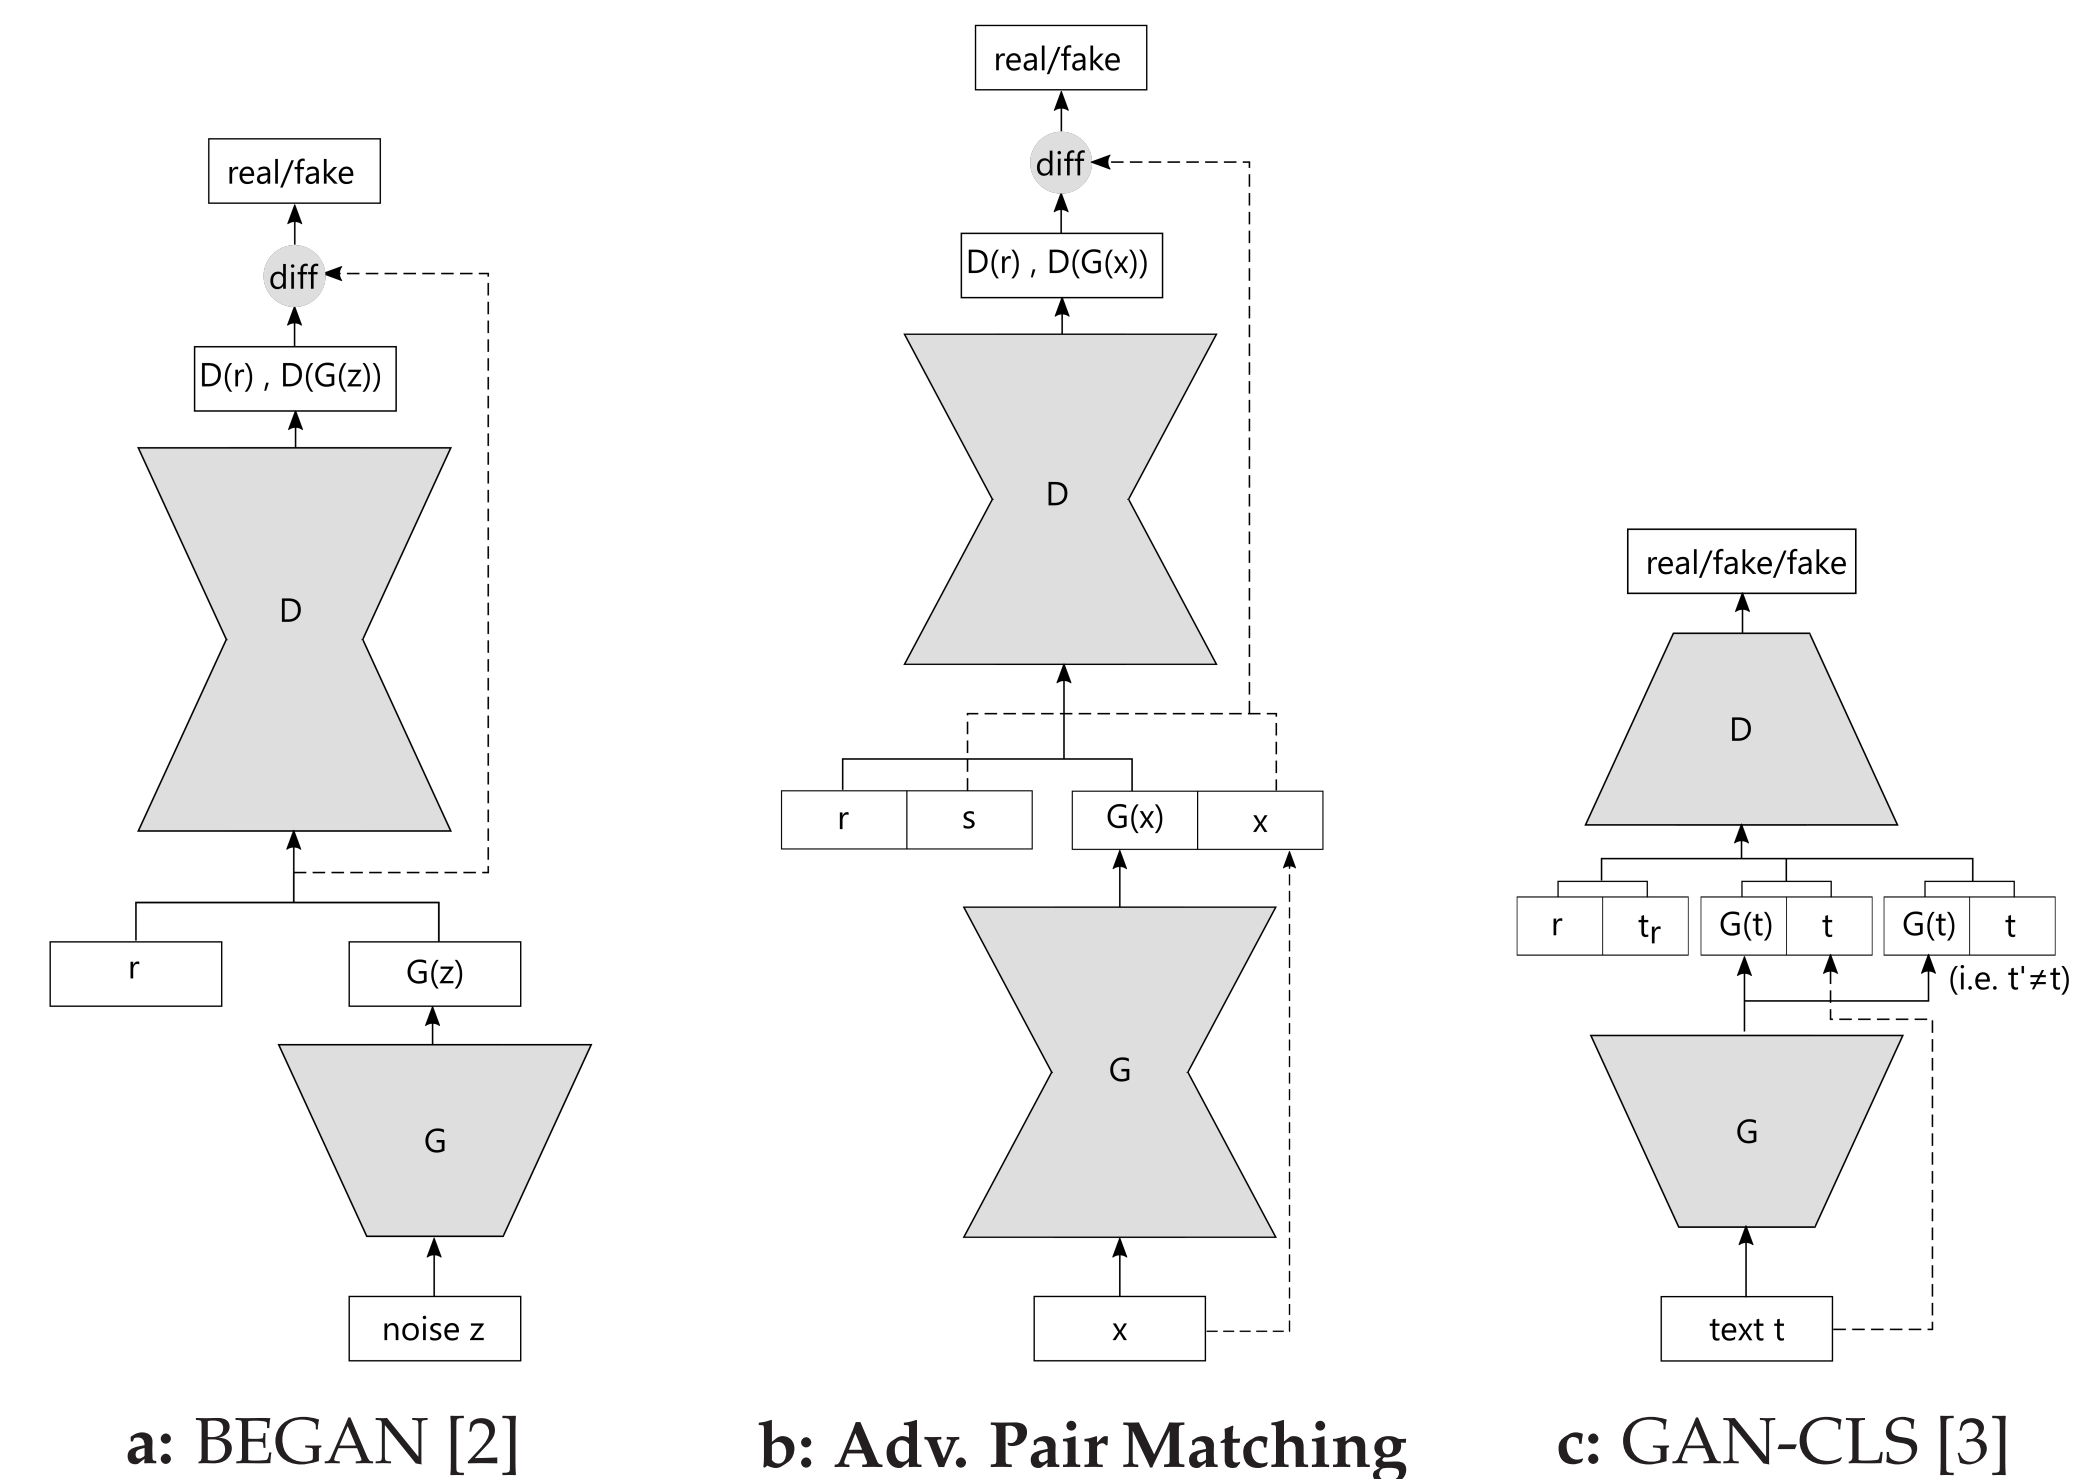 real/fake
diff
D(r) , D(G(z))
D
r
G(z)
G
noise z
a: BEGAN [2]
real/fake
diff
D(r) , D(G(x))
D
r s G(x) x
G
x
b: Adv. Pair Matching
real/fake/fake
D
r tr G(t) t G(t) t
(i.e. t'≠t)
G
text t
c: GAN-CLS [3]